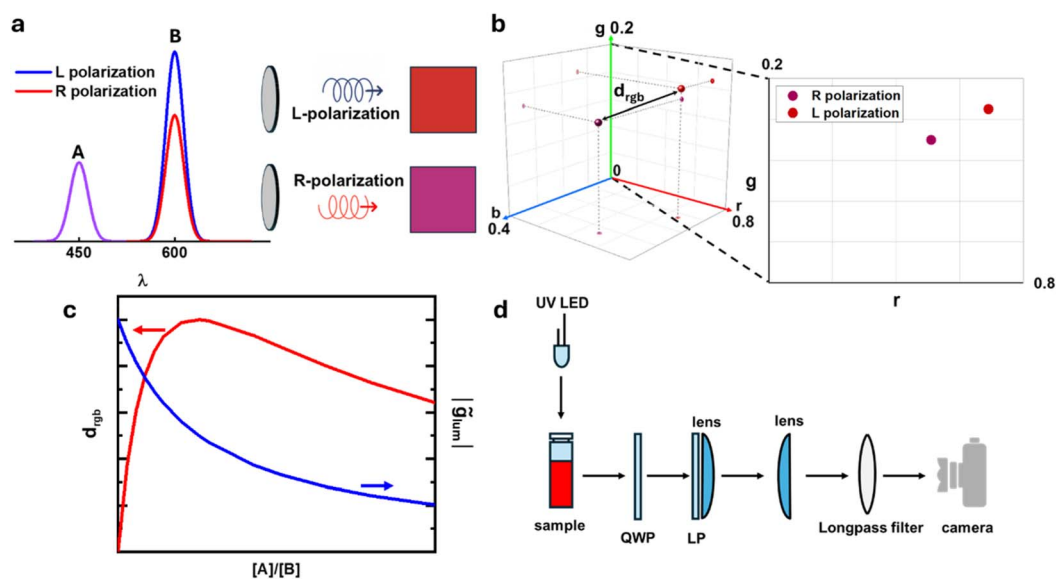 a
L polarization
R polarization
B
A
450
600
λ
L-polarization
R-polarization
b
g 0.2
d_rgb
0
b
0.4
r
0.8
0.2
R polarization
L polarization
g
0.8
r
c
d_rgb
|g̃_lum|
[A]/[B]
d
UV LED
lens
lens
sample
QWP
LP
Longpass filter
camera